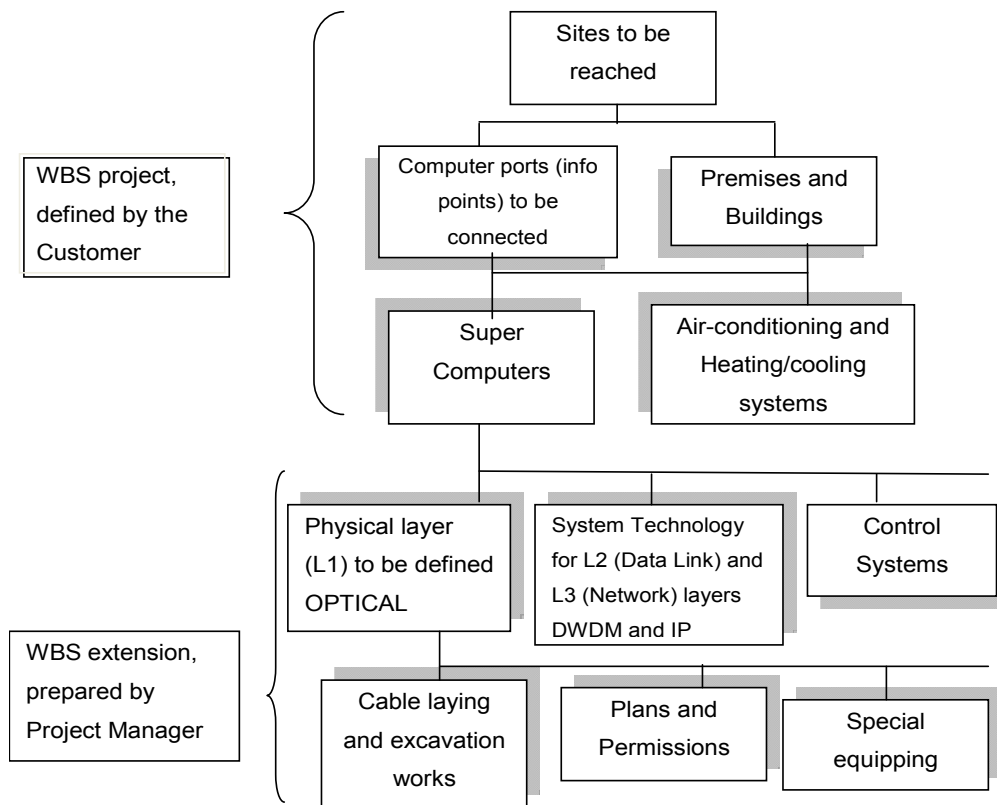 Sites to be
reached
WBS project,
defined by the
Customer
Computer ports (info
points) to be
connected
Premises and
Buildings
Super
Computers
Air-conditioning and
Heating/cooling
systems
WBS extension,
prepared by
Project Manager
Physical layer
(L1) to be defined
OPTICAL
System Technology
for L2 (Data Link) and
L3 (Network) layers
DWDM and IP
Control
Systems
Cable laying
and excavation
works
Plans and
Permissions
Special
equipping